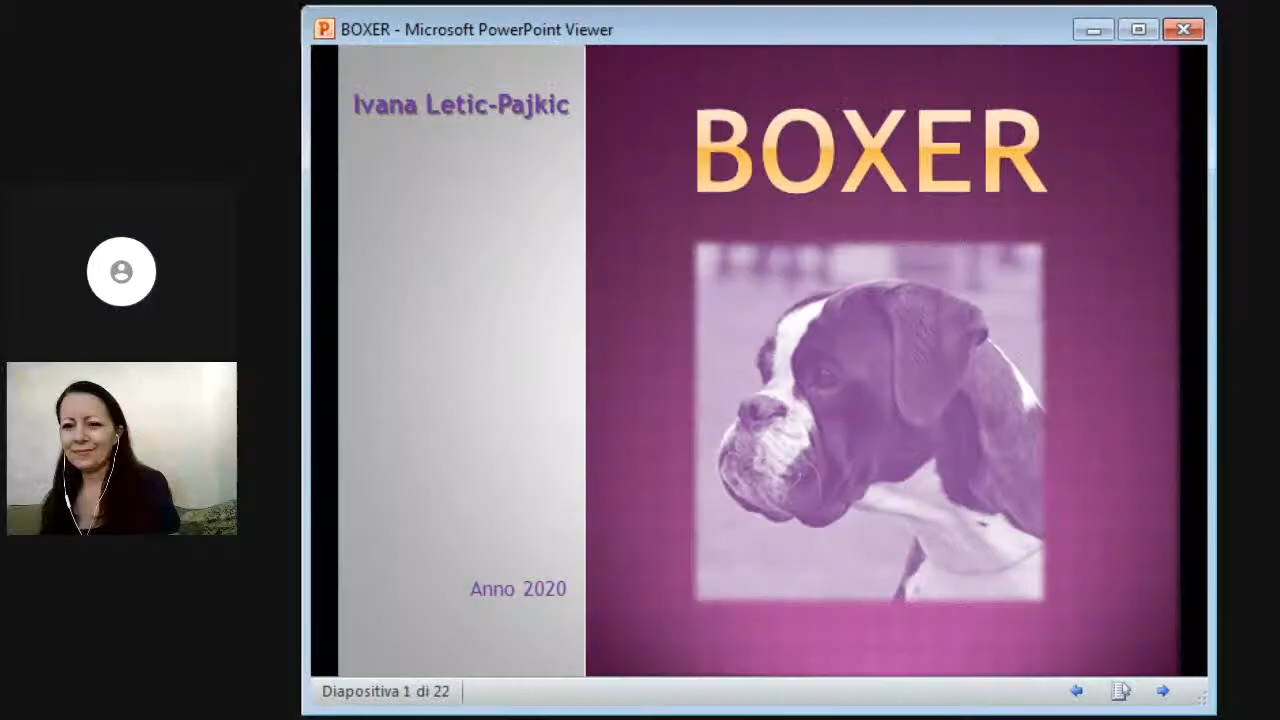 BOXER - Microsoft PowerPoint Viewer
Ivana Letic-Pajkic
BOXER
Anno 2020
Diapositiva 1 di 22